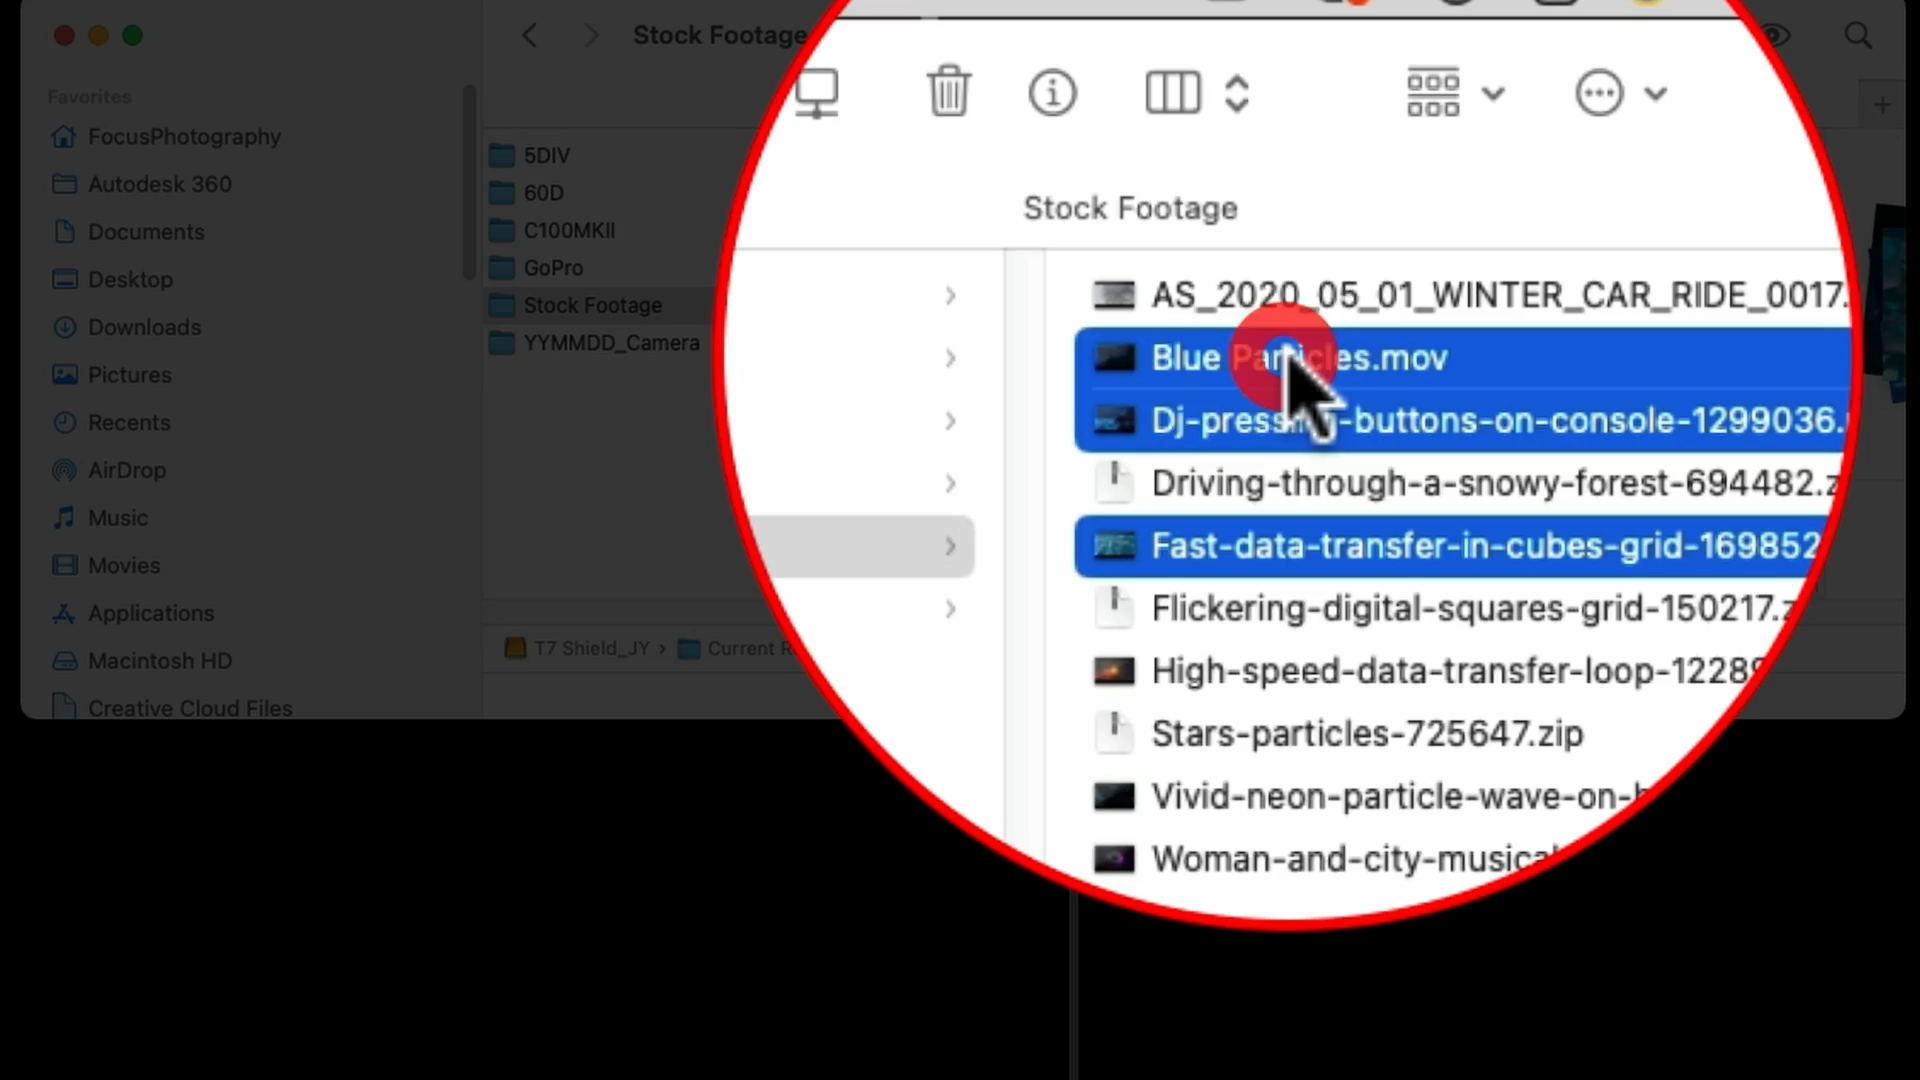 Stock Footage
Favorites
FocusPhotography
Autodesk 360
Documents
Desktop
Downloads
Pictures
Recents
AirDrop
Music
Movies
Applications
Macintosh HD
Creative Cloud Files
5DIV
60D
C100MKII
GoPro
Stock Footage
YYMMDD_Camera
T7 Shield_JY › Current
Stock Footage
AS_2020_05_01_WINTER_CAR_RIDE_0017.
Blue Particles.mov
Dj-pressing-buttons-on-console-1299036.
Driving-through-a-snowy-forest-694482.z
Fast-data-transfer-in-cubes-grid-169852
Flickering-digital-squares-grid-150217.z
High-speed-data-transfer-loop-1228
Stars-particles-725647.zip
Vivid-neon-particle-wave-on-
Woman-and-city-musical